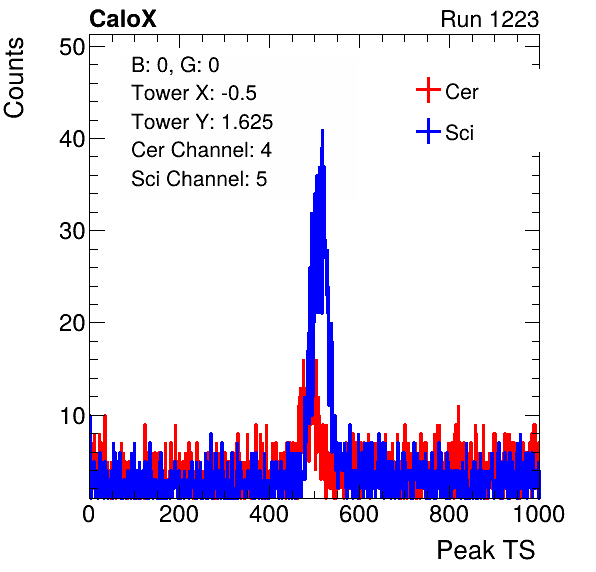 CaloX Run 1223
Counts
50
40
30
20
10
B: 0, G: 0
Tower X: -0.5
Tower Y: 1.625
Cer Channel: 4
Sci Channel: 5
Cer
Sci
0 200 400 600 800 1000
Peak TS